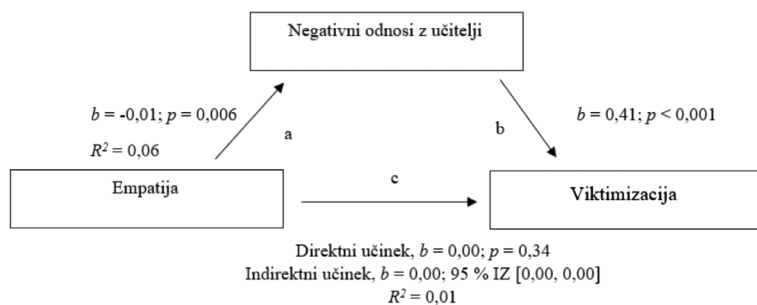 Negativni odnosi z učitelji
b = -0,01; p = 0,006
R² = 0,06
a
b
b = 0,41; p < 0,001
Empatija
c
Viktimizacija
Direktni učinek, b = 0,00; p = 0,34
Indirektni učinek, b = 0,00; 95 % IZ [0,00, 0,00]
R² = 0,01